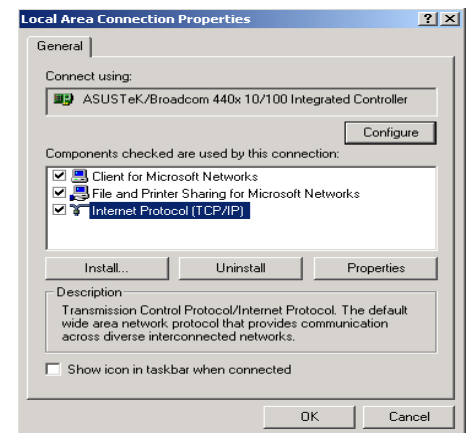 Local Area Connection Properties
General
Connect using:
ASUSTeK/Broadcom 440x 10/100 Integrated Controller
Configure
Components checked are used by this connection:
Client for Microsoft Networks
File and Printer Sharing for Microsoft Networks
Internet Protocol (TCP/IP)
Install... Uninstall Properties
Description
Transmission Control Protocol/Internet Protocol. The default
wide area network protocol that provides communication
across diverse interconnected networks.
Show icon in taskbar when connected
OK Cancel